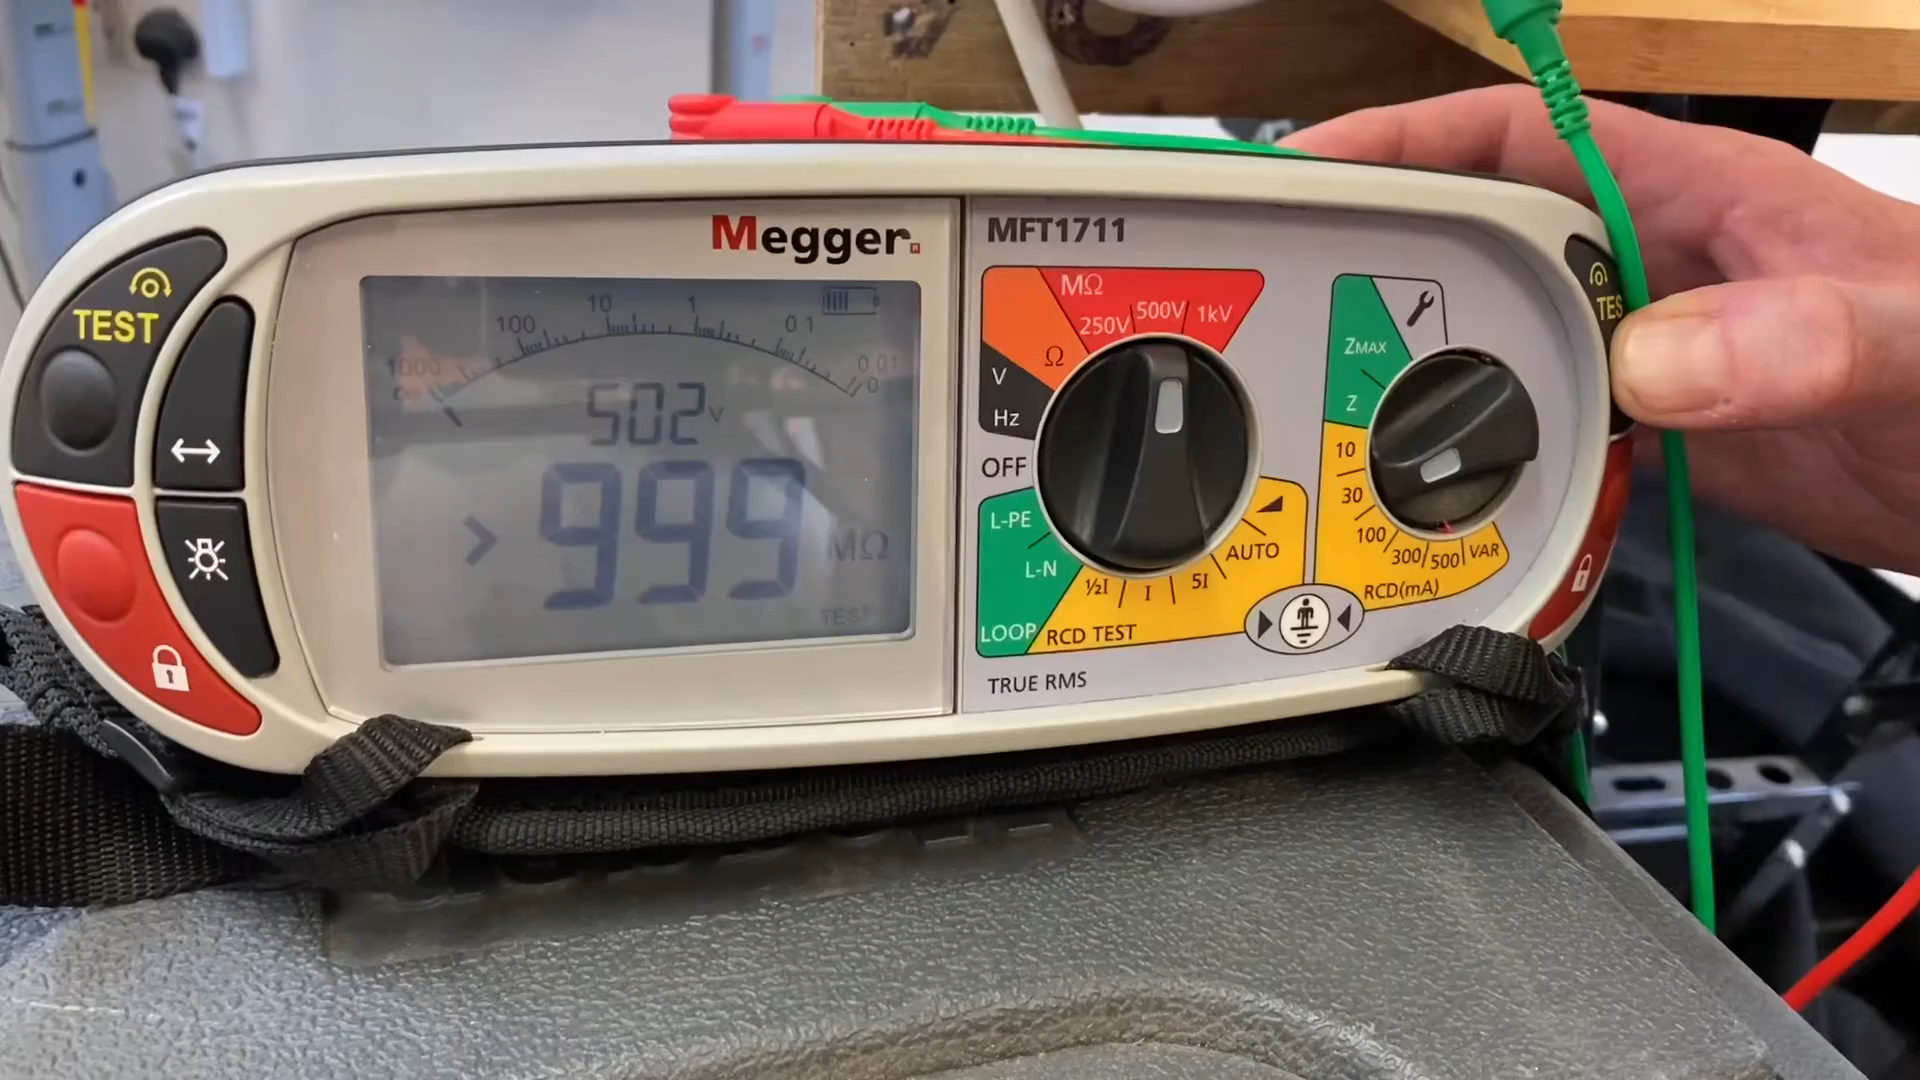 Megger.
MFT1711
TEST
1000 100 10 1 0.1 0.01
∞ 0
502 V
> 999 MΩ
TEST
MΩ
250V 500V 1kV
Ω
V
Hz
OFF
L-PE
L-N
LOOP
½I I 5I AUTO
RCD TEST
TRUE RMS
ZMAX
Z
10
30
100
300
500
VAR
RCD(mA)
TES